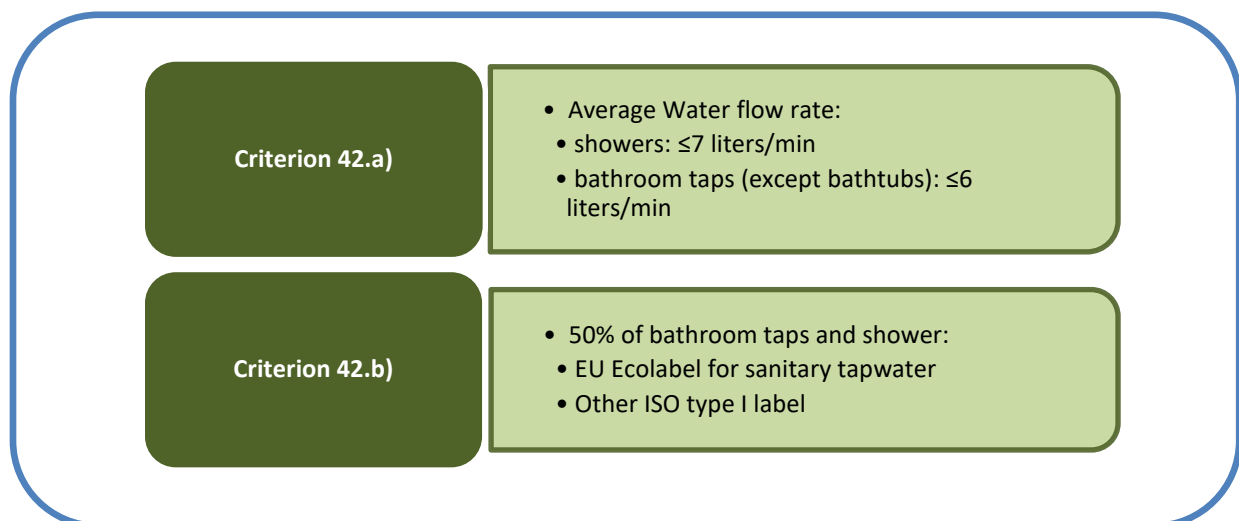 Criterion 42.a)
• Average Water flow rate:
• showers: ≤7 liters/min
• bathroom taps (except bathtubs): ≤6
liters/min
Criterion 42.b)
• 50% of bathroom taps and shower:
• EU Ecolabel for sanitary tapwater
• Other ISO type I label